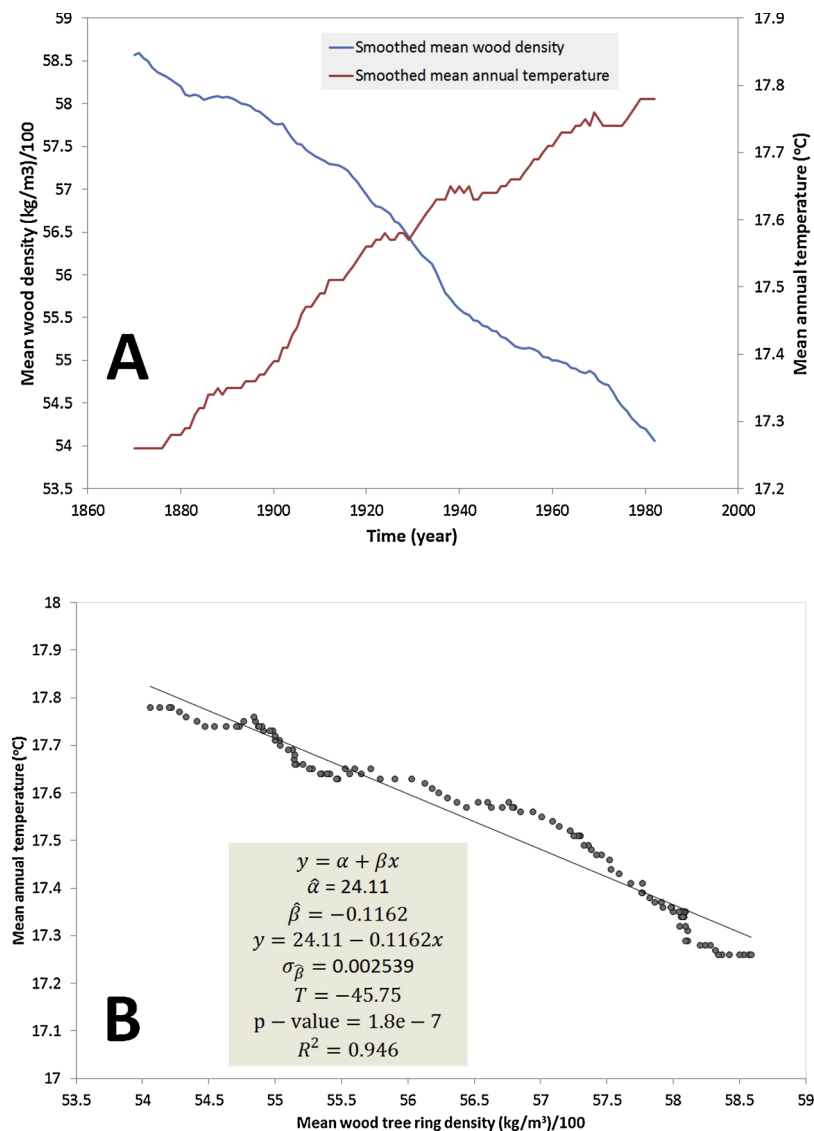 59
58.5
58
57.5
57
56.5
56
55.5
55
54.5
54
53.5
Mean wood density (kg/m3)/100
Smoothed mean wood density
Smoothed mean annual temperature
17.9
17.8
17.7
17.6
17.5
17.4
17.3
17.2
Mean annual temperature (°C)
A
1860 1880 1900 1920 1940 1960 1980 2000
Time (year)
18
17.9
17.8
17.7
17.6
17.5
17.4
17.3
17.2
17.1
17
Mean annual temperature (°C)
y = α + βx
α̂ = 24.11
β̂ = −0.1162
y = 24.11 − 0.1162x
σ_β̂ = 0.002539
T = −45.75
p − value = 1.8e − 7
R² = 0.946
B
53.5 54 54.5 55 55.5 56 56.5 57 57.5 58 58.5 59
Mean wood tree ring density (kg/m³)/100